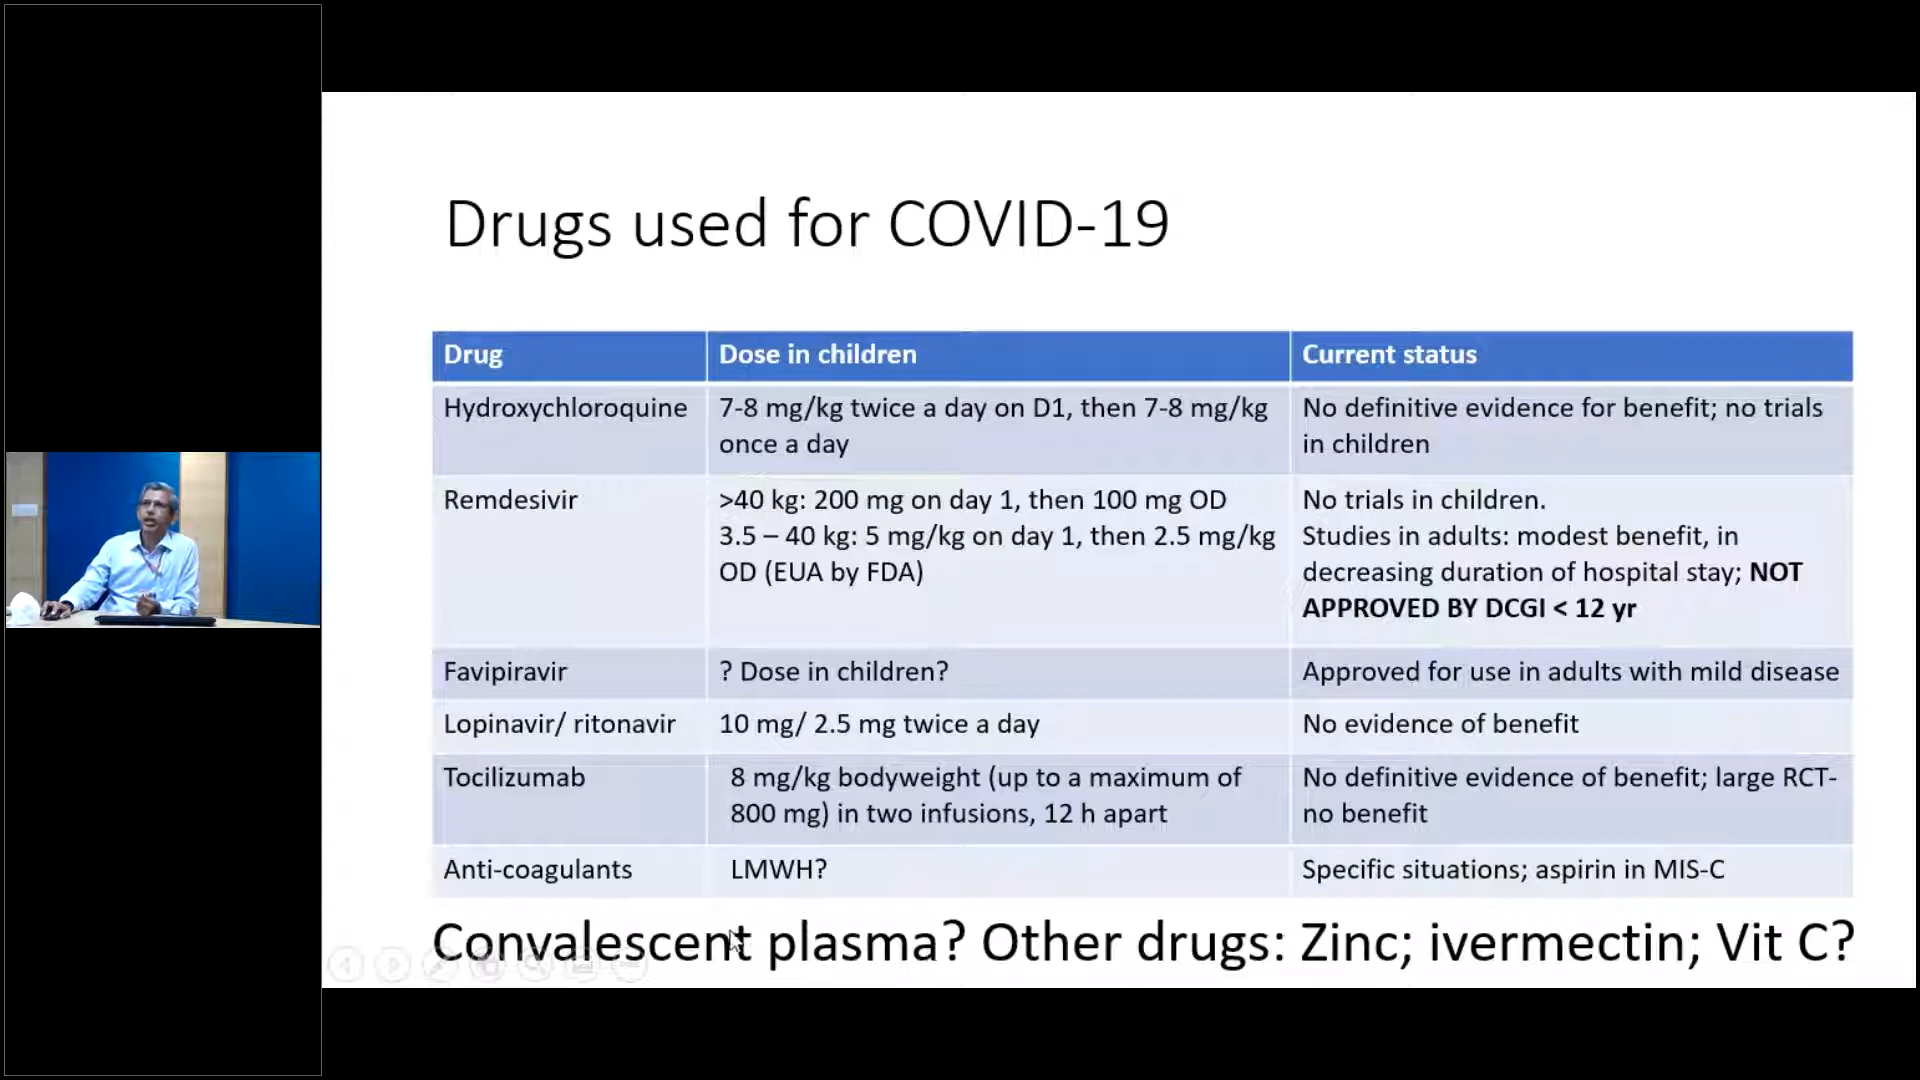 Drugs used for COVID-19
Drug
Dose in children
Current status
Hydroxychloroquine
7-8 mg/kg twice a day on D1, then 7-8 mg/kg
once a day
No definitive evidence for benefit; no trials
in children
Remdesivir
>40 kg: 200 mg on day 1, then 100 mg OD
3.5 – 40 kg: 5 mg/kg on day 1, then 2.5 mg/kg
OD (EUA by FDA)
No trials in children.
Studies in adults: modest benefit, in
decreasing duration of hospital stay; NOT
APPROVED BY DCGI < 12 yr
Favipiravir
? Dose in children?
Approved for use in adults with mild disease
Lopinavir/ ritonavir
10 mg/ 2.5 mg twice a day
No evidence of benefit
Tocilizumab
8 mg/kg bodyweight (up to a maximum of
800 mg) in two infusions, 12 h apart
No definitive evidence of benefit; large RCT-
no benefit
Anti-coagulants
LMWH?
Specific situations; aspirin in MIS-C
Convalescent plasma? Other drugs: Zinc; ivermectin; Vit C?